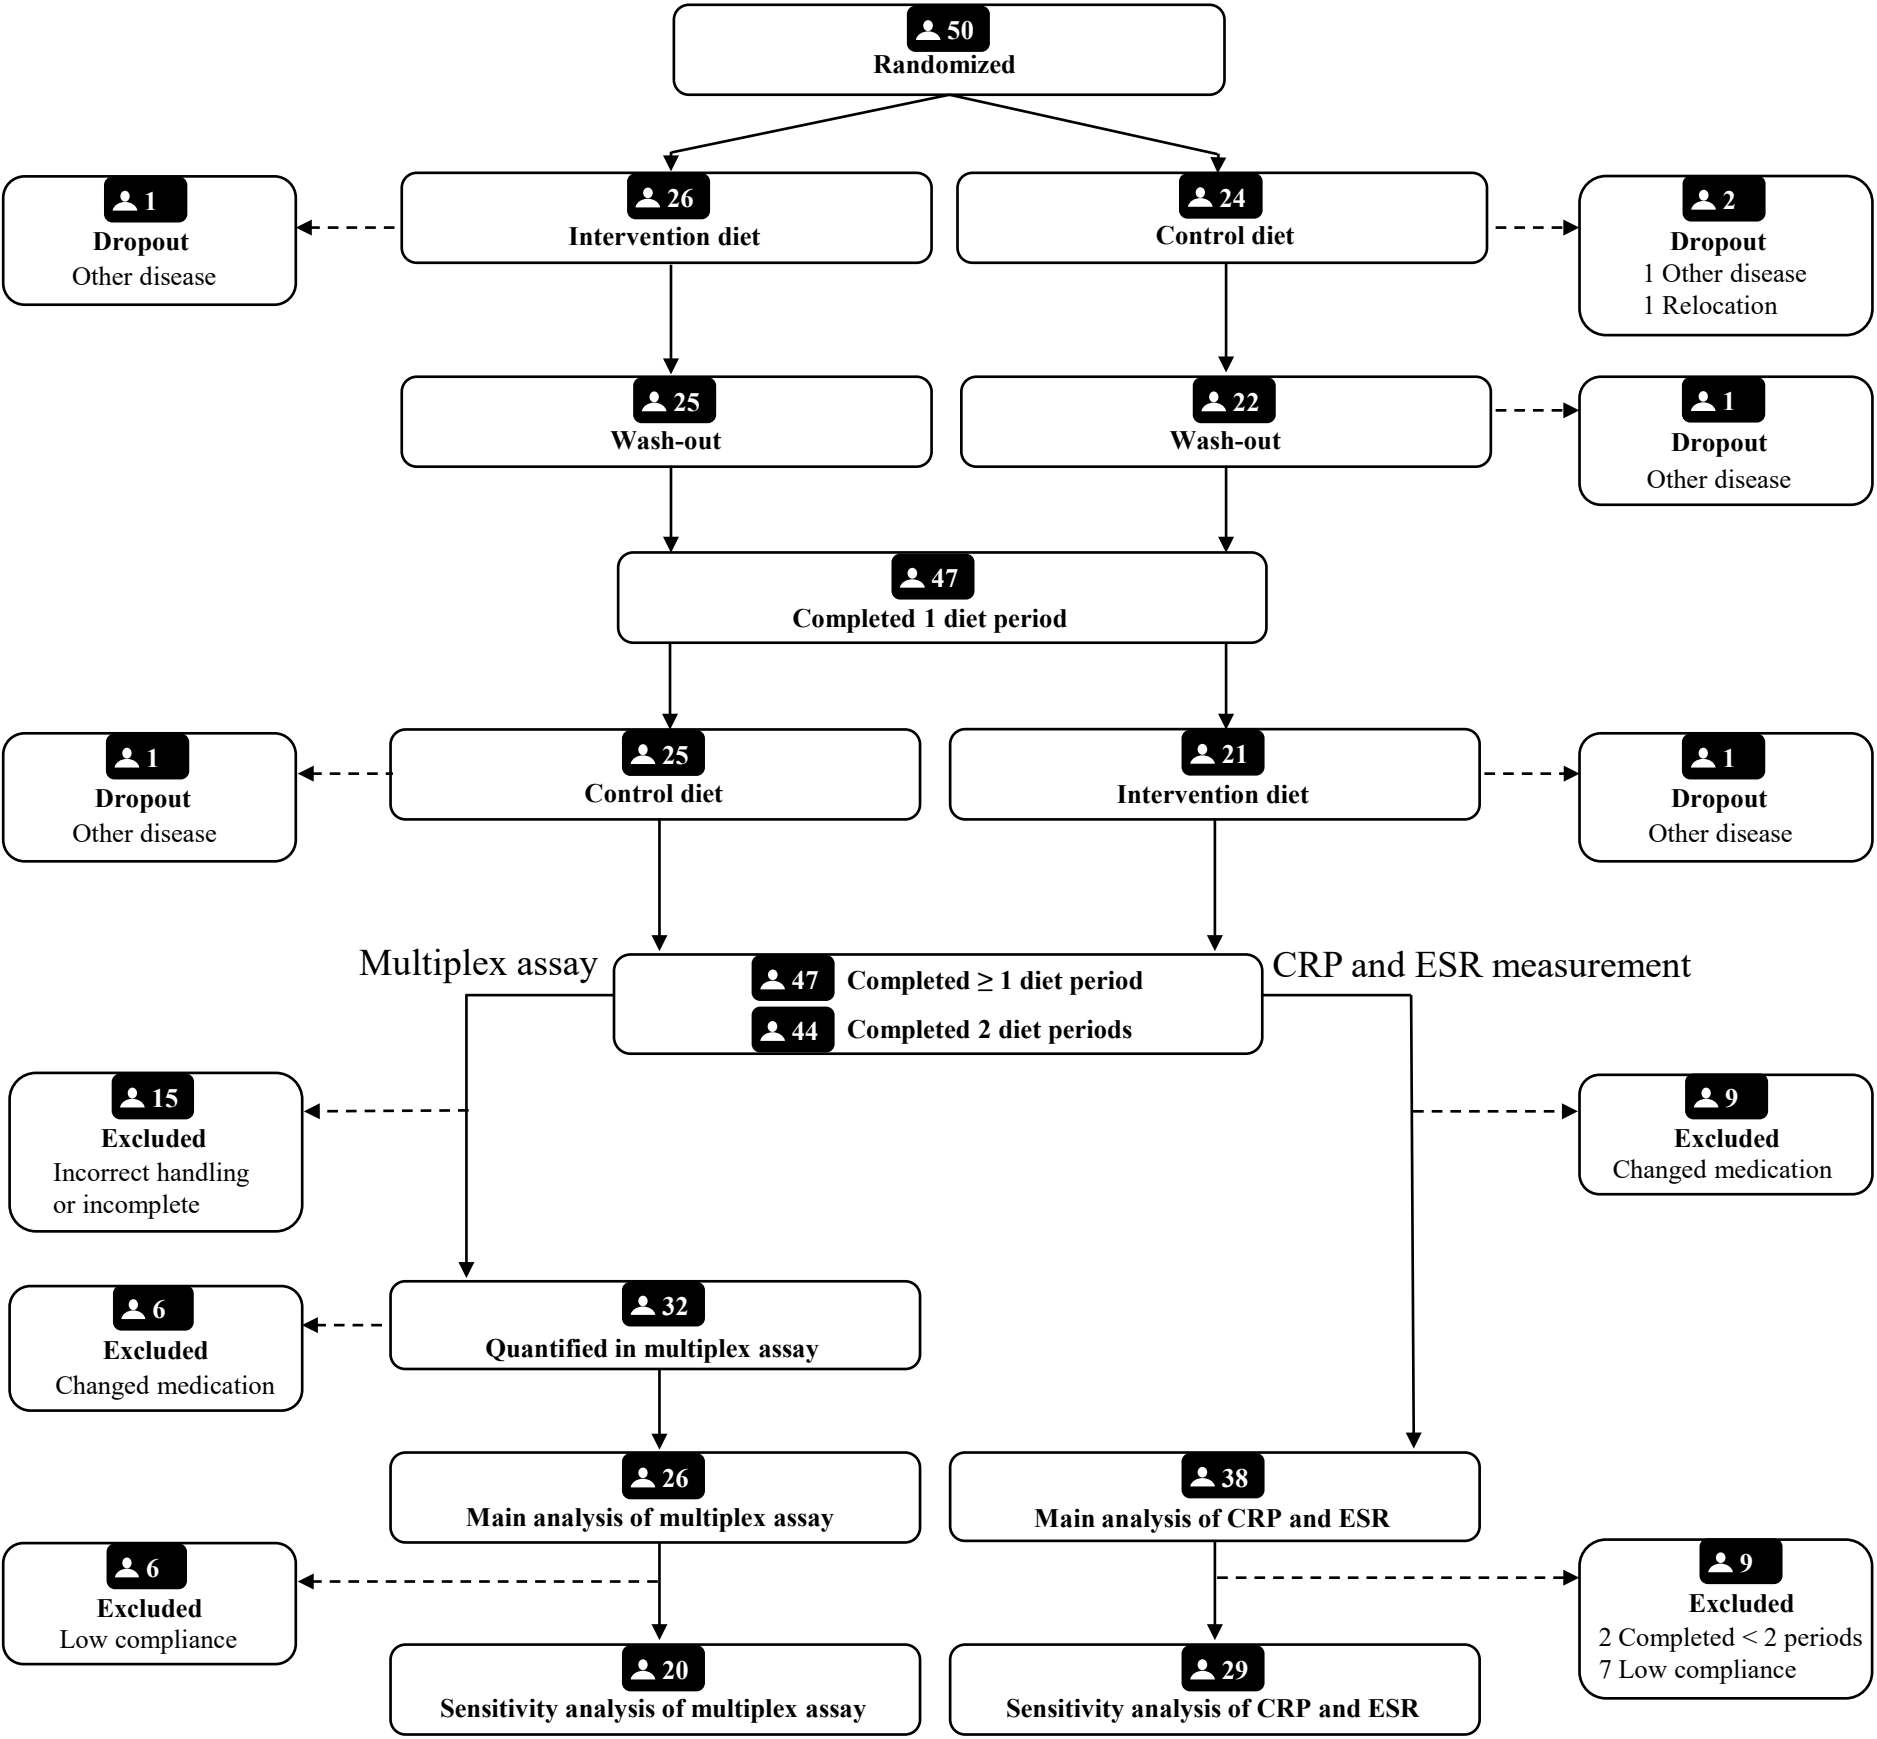 50
Randomized
1
Dropout
Other disease
26
Intervention diet
24
Control diet
2
Dropout
1 Other disease
1 Relocation
25
Wash-out
22
Wash-out
1
Dropout
Other disease
47
Completed 1 diet period
1
Dropout
Other disease
25
Control diet
21
Intervention diet
1
Dropout
Other disease
Multiplex assay
47 Completed ≥ 1 diet period
44 Completed 2 diet periods
CRP and ESR measurement
15
Excluded
Incorrect handling
or incomplete
9
Excluded
Changed medication
6
Excluded
Changed medication
32
Quantified in multiplex assay
26
Main analysis of multiplex assay
38
Main analysis of CRP and ESR
6
Excluded
Low compliance
9
Excluded
2 Completed < 2 periods
7 Low compliance
20
Sensitivity analysis of multiplex assay
29
Sensitivity analysis of CRP and ESR